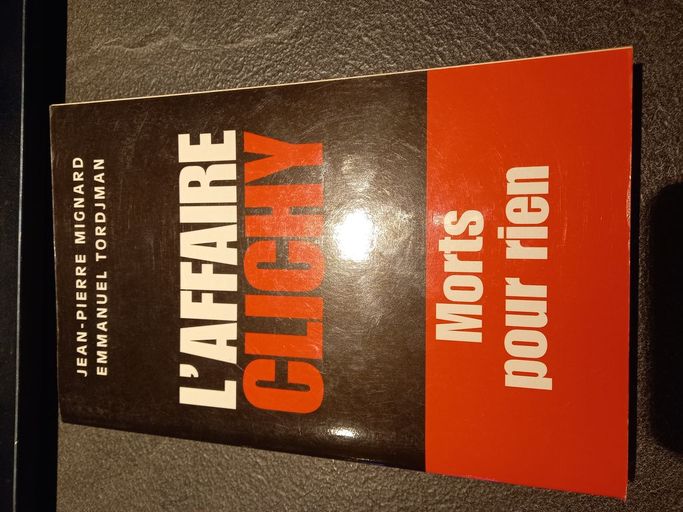 JEAN-PIERRE MIGNARD
EMMANUEL TORDJMAN
L'AFFAIRE
CLICHY
Morts
pour rien